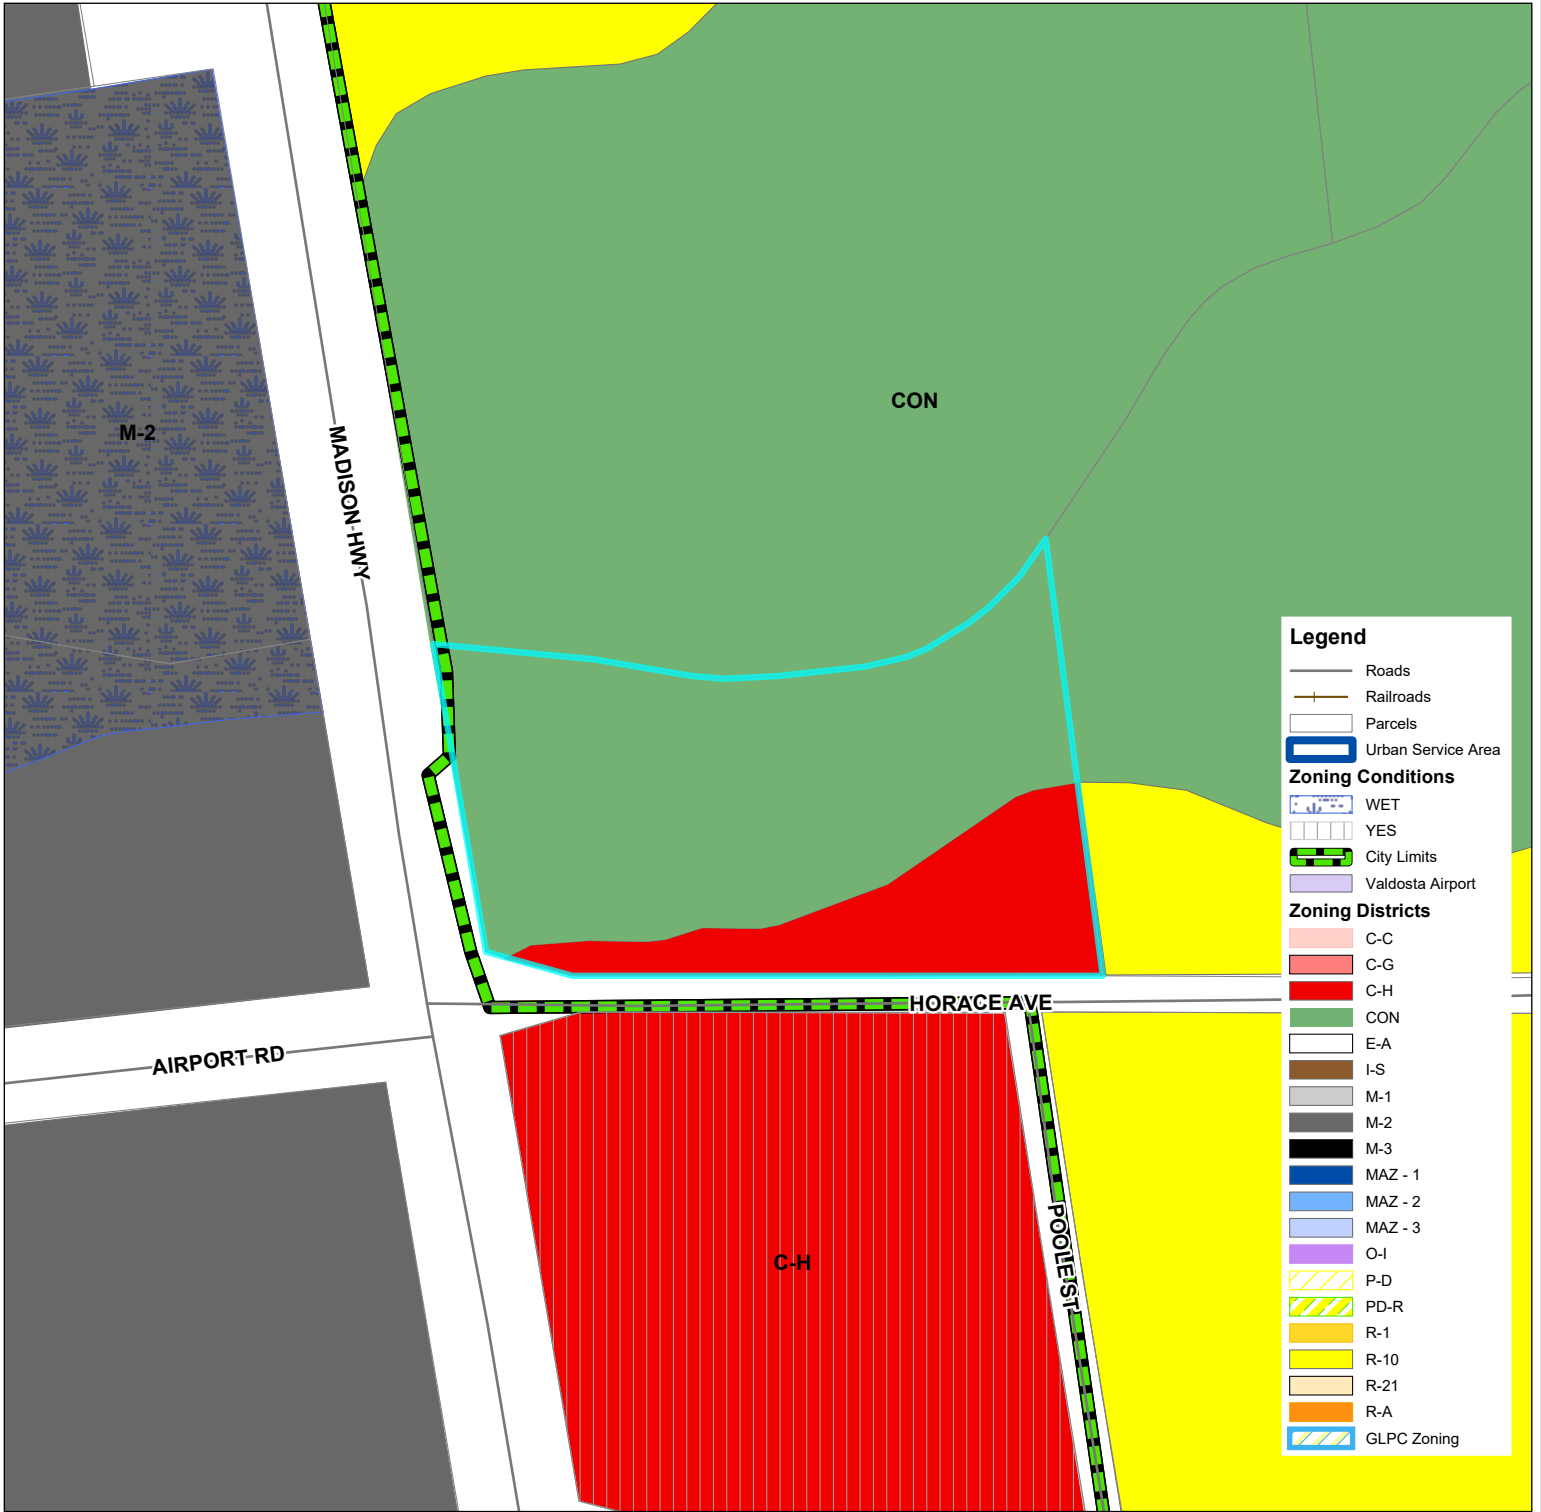 CON
M-2
MADISON HWY
HORACE AVE
AIRPORT RD
POOLE ST
C-H
Legend
Roads
Railroads
Parcels
Urban Service Area
Zoning Conditions
WET
YES
City Limits
Valdosta Airport
Zoning Districts
C-C
C-G
C-H
CON
E-A
I-S
M-1
M-2
M-3
MAZ - 1
MAZ - 2
MAZ - 3
O-I
P-D
PD-R
R-1
R-10
R-21
R-A
GLPC Zoning